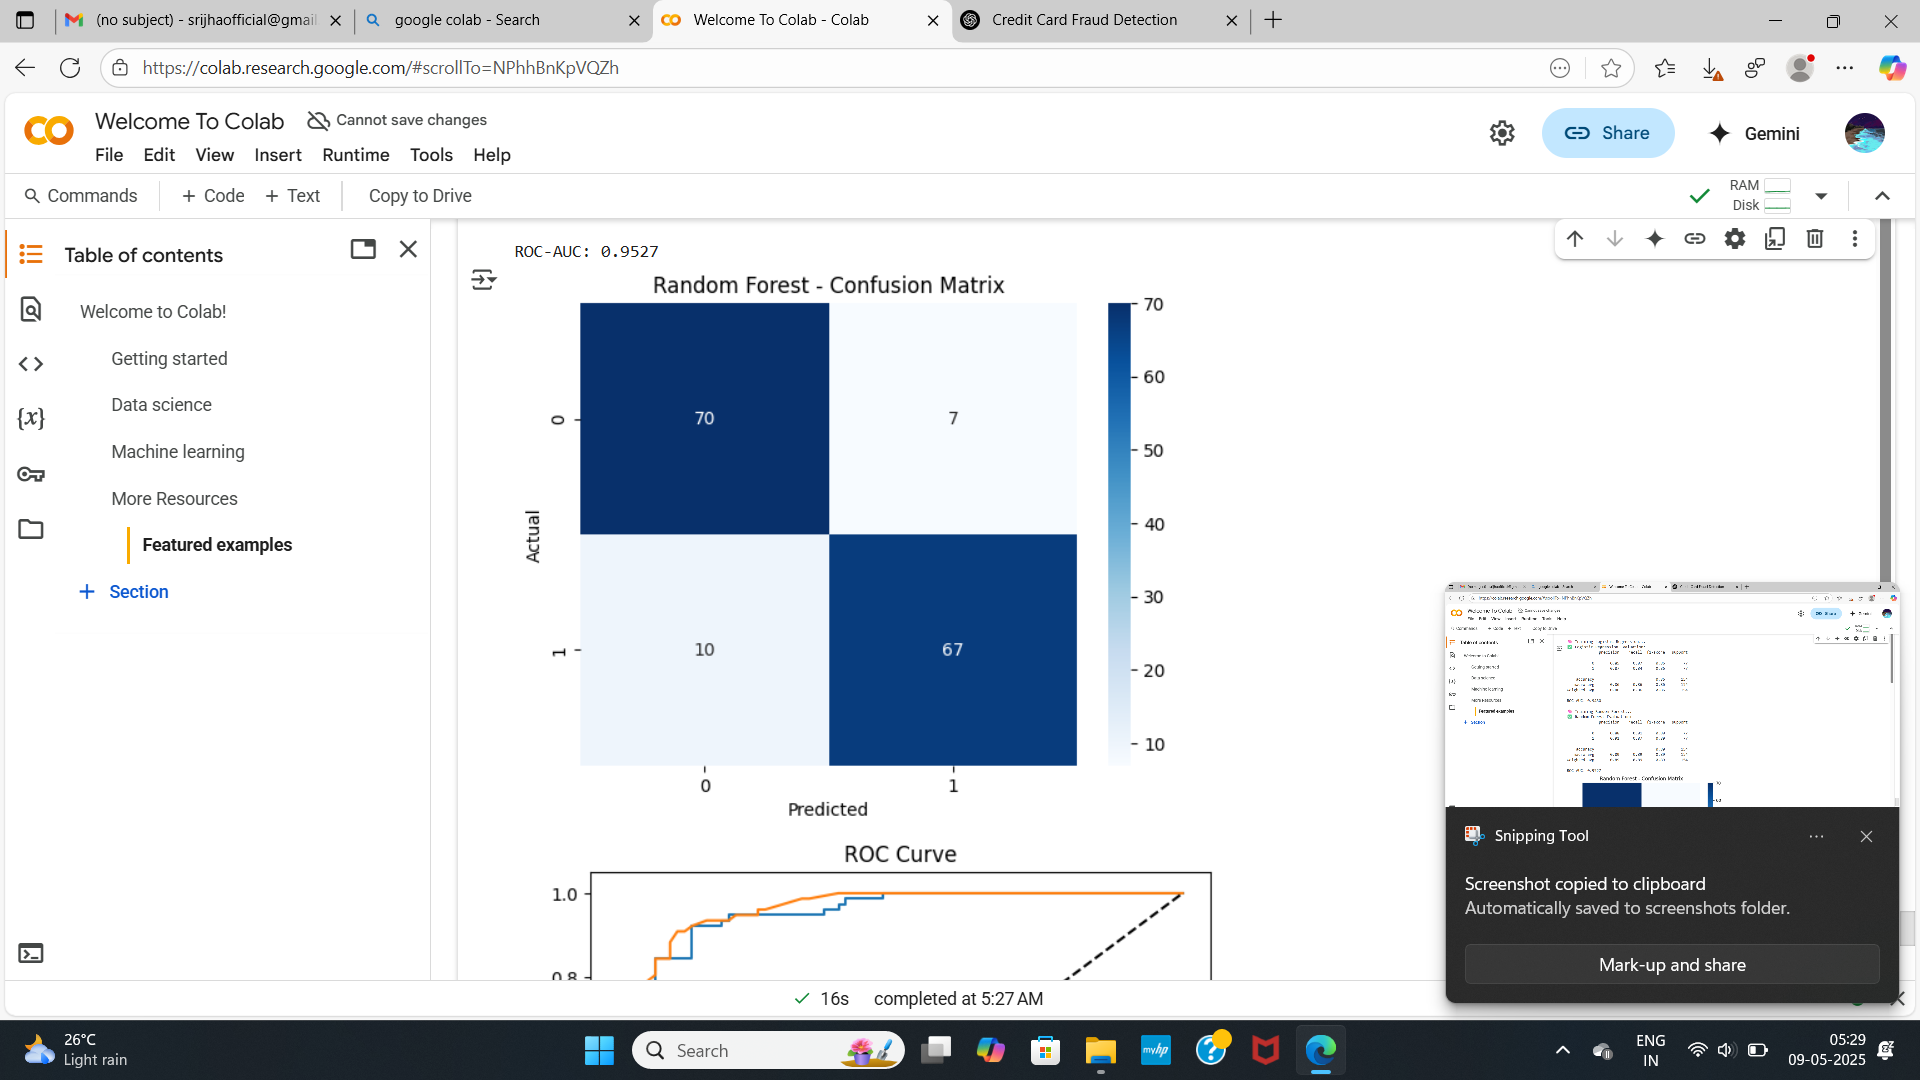 (no subject) - srijhaofficial@gmail
google colab - Search
Welcome To Colab - Colab
Credit Card Fraud Detection
https://colab.research.google.com/#scrollTo=NPhhBnKpVQZh
Welcome To Colab
Cannot save changes
File Edit View Insert Runtime Tools Help
Share
Gemini
Commands
+ Code + Text
Copy to Drive
RAM
Disk
Table of contents
Welcome to Colab!
Getting started
Data science
Machine learning
More Resources
Featured examples
+ Section
ROC-AUC: 0.9527
Random Forest - Confusion Matrix
70 7
10 67
0
1
Actual
0 1
Predicted
70
60
50
40
30
20
10
ROC Curve
1.0
0.8
Snipping Tool
Screenshot copied to clipboard
Automatically saved to screenshots folder.
Mark-up and share
16s completed at 5:27 AM
26°C
Light rain
Search
myhp
ENG
IN
05:29
09-05-2025